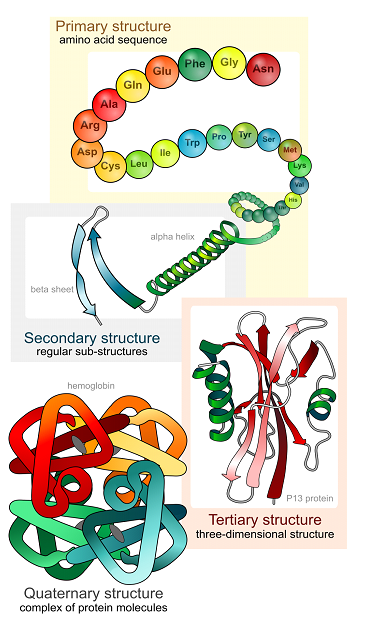 Primary structure
amino acid sequence
Asn
Gly
Phe
Glu
Gln
Ala
Arg
Asp
Cys
Leu
Ile
Trp
Pro
Tyr
Ser
Met
Lys
Val
His
alpha helix
beta sheet
Secondary structure
regular sub-structures
hemoglobin
P13 protein
Tertiary structure
three-dimensional structure
Quaternary structure
complex of protein molecules